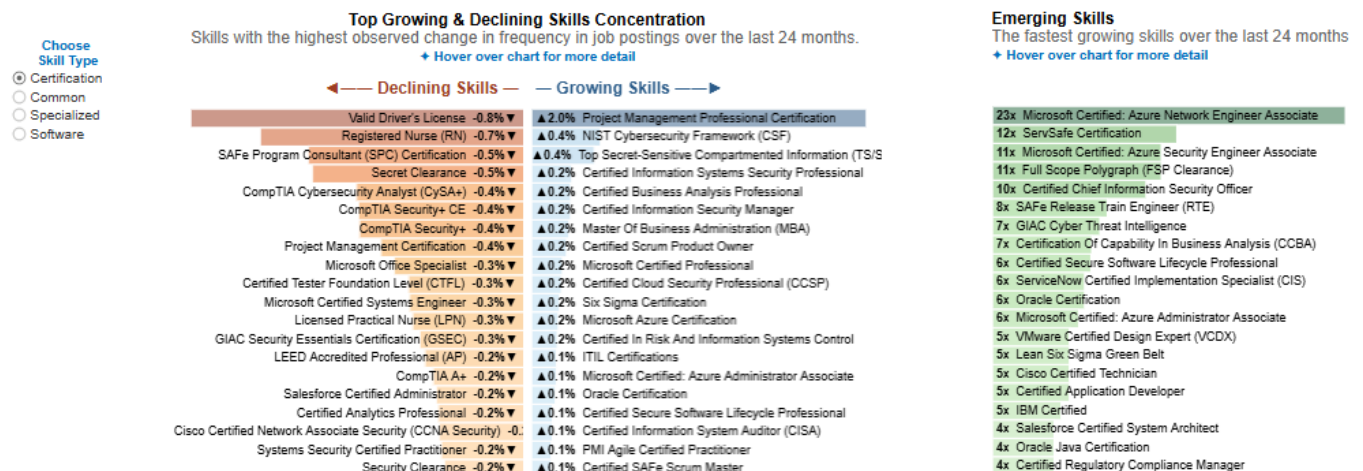 Choose
Skill Type
Certification
Common
Specialized
Software
Top Growing & Declining Skills Concentration
Skills with the highest observed change in frequency in job postings over the last 24 months.
✦ Hover over chart for more detail
◄—— Declining Skills — — Growing Skills ——►
Valid Driver's License -0.8%▼ ▲2.0% Project Management Professional Certification
Registered Nurse (RN) -0.7%▼ ▲0.4% NIST Cybersecurity Framework (CSF)
SAFe Program Consultant (SPC) Certification -0.5%▼ ▲0.4% Top Secret-Sensitive Compartmented Information (TS/S
Secret Clearance -0.5%▼ ▲0.2% Certified Information Systems Security Professional
CompTIA Cybersecurity Analyst (CySA+) -0.4%▼ ▲0.2% Certified Business Analysis Professional
CompTIA Security+ CE -0.4%▼ ▲0.2% Certified Information Security Manager
CompTIA Security+ -0.4%▼ ▲0.2% Master Of Business Administration (MBA)
Project Management Certification -0.4%▼ ▲0.2% Certified Scrum Product Owner
Microsoft Office Specialist -0.3%▼ ▲0.2% Microsoft Certified Professional
Certified Tester Foundation Level (CTFL) -0.3%▼ ▲0.2% Certified Cloud Security Professional (CCSP)
Microsoft Certified Systems Engineer -0.3%▼ ▲0.2% Six Sigma Certification
Licensed Practical Nurse (LPN) -0.3%▼ ▲0.2% Microsoft Azure Certification
GIAC Security Essentials Certification (GSEC) -0.3%▼ ▲0.2% Certified In Risk And Information Systems Control
LEED Accredited Professional (AP) -0.2%▼ ▲0.1% ITIL Certifications
CompTIA A+ -0.2%▼ ▲0.1% Microsoft Certified: Azure Administrator Associate
Salesforce Certified Administrator -0.2%▼ ▲0.1% Oracle Certification
Certified Analytics Professional -0.2%▼ ▲0.1% Certified Secure Software Lifecycle Professional
Cisco Certified Network Associate Security (CCNA Security) -0. ▲0.1% Certified Information System Auditor (CISA)
Systems Security Certified Practitioner -0.2%▼ ▲0.1% PMI Agile Certified Practitioner
Security Clearance -0.2%▼ ▲0.1% Certified SAFe Scrum Master
Emerging Skills
The fastest growing skills over the last 24 months
✦ Hover over chart for more detail
23x Microsoft Certified: Azure Network Engineer Associate
12x ServSafe Certification
11x Microsoft Certified: Azure Security Engineer Associate
11x Full Scope Polygraph (FSP Clearance)
10x Certified Chief Information Security Officer
8x SAFe Release Train Engineer (RTE)
7x GIAC Cyber Threat Intelligence
7x Certification Of Capability In Business Analysis (CCBA)
6x Certified Secure Software Lifecycle Professional
6x ServiceNow Certified Implementation Specialist (CIS)
6x Oracle Certification
6x Microsoft Certified: Azure Administrator Associate
5x VMware Certified Design Expert (VCDX)
5x Lean Six Sigma Green Belt
5x Cisco Certified Technician
5x Certified Application Developer
5x IBM Certified
4x Salesforce Certified System Architect
4x Oracle Java Certification
4x Certified Regulatory Compliance Manager